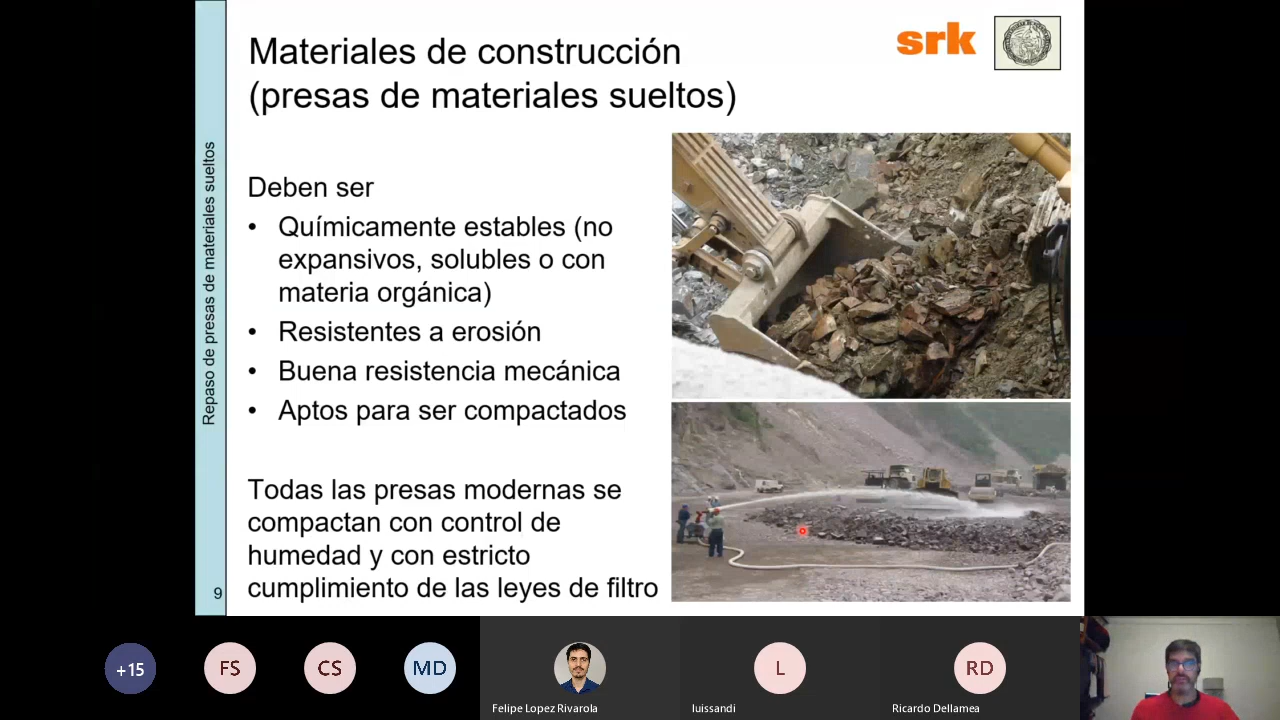 Materiales de construcción
(presas de materiales sueltos)
srk
Repaso de presas de materiales sueltos
Deben ser
• Químicamente estables (no
expansivos, solubles o con
materia orgánica)
• Resistentes a erosión
• Buena resistencia mecánica
• Aptos para ser compactados
Todas las presas modernas se
compactan con control de
humedad y con estricto
cumplimiento de las leyes de filtro
9
+15
FS
CS
MD
Felipe Lopez Rivarola
L
luissandi
RD
Ricardo Dellamea